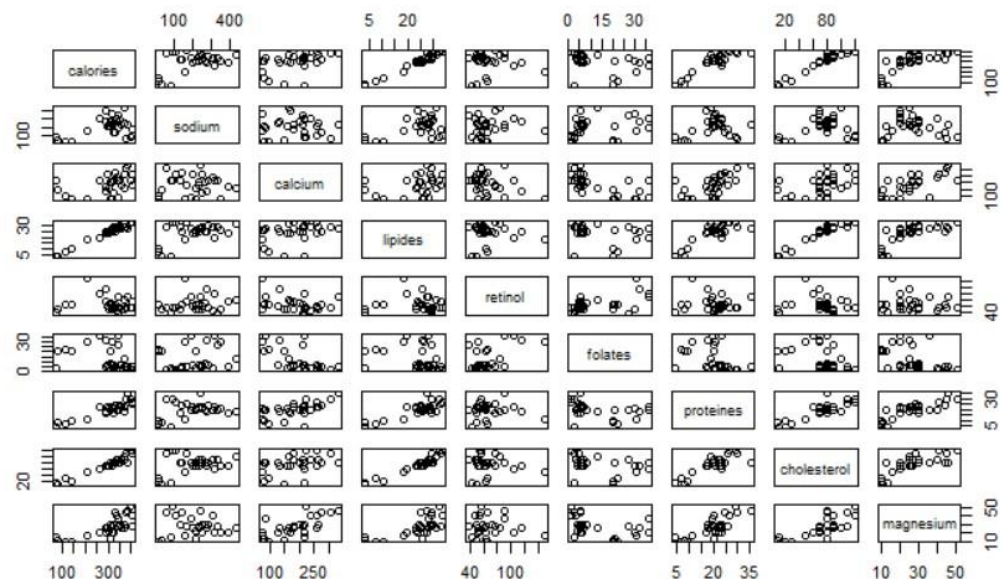 100 400 5 20 0 15 30 20 80
calories 100
100 sodium
calcium 100
5 30 lipides
retinol 40
0 30 folates
proteines 5 30
20 cholesterol
magnesium 10 50
100 300 100 250 40 100 5 20 35 10 30 50